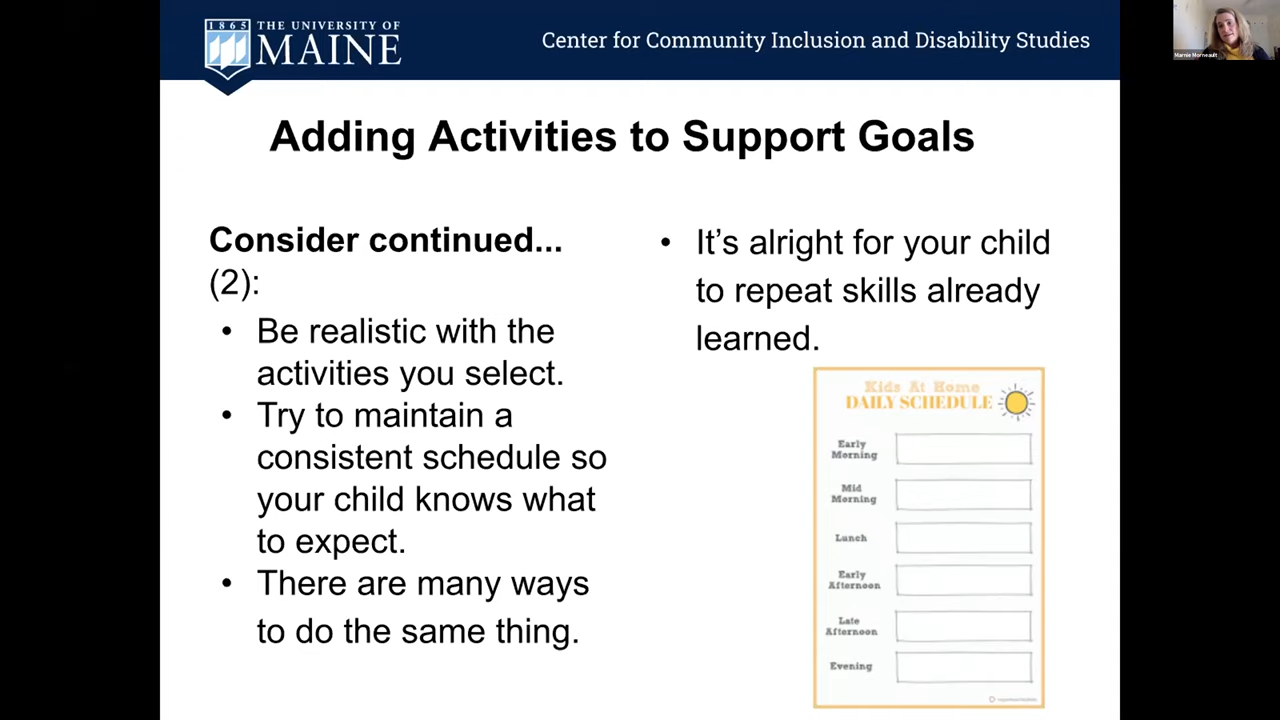 1865
THE UNIVERSITY OF
MAINE
Center for Community Inclusion and Disability Studies
Marnie Morneault
Adding Activities to Support Goals
Consider continued...
(2):
• Be realistic with the
activities you select.
• Try to maintain a
consistent schedule so
your child knows what
to expect.
• There are many ways
to do the same thing.
• It's alright for your child
to repeat skills already
learned.
Kids At Home
DAILY SCHEDULE
Early
Morning
Mid
Morning
Lunch
Early
Afternoon
Late
Afternoon
Evening